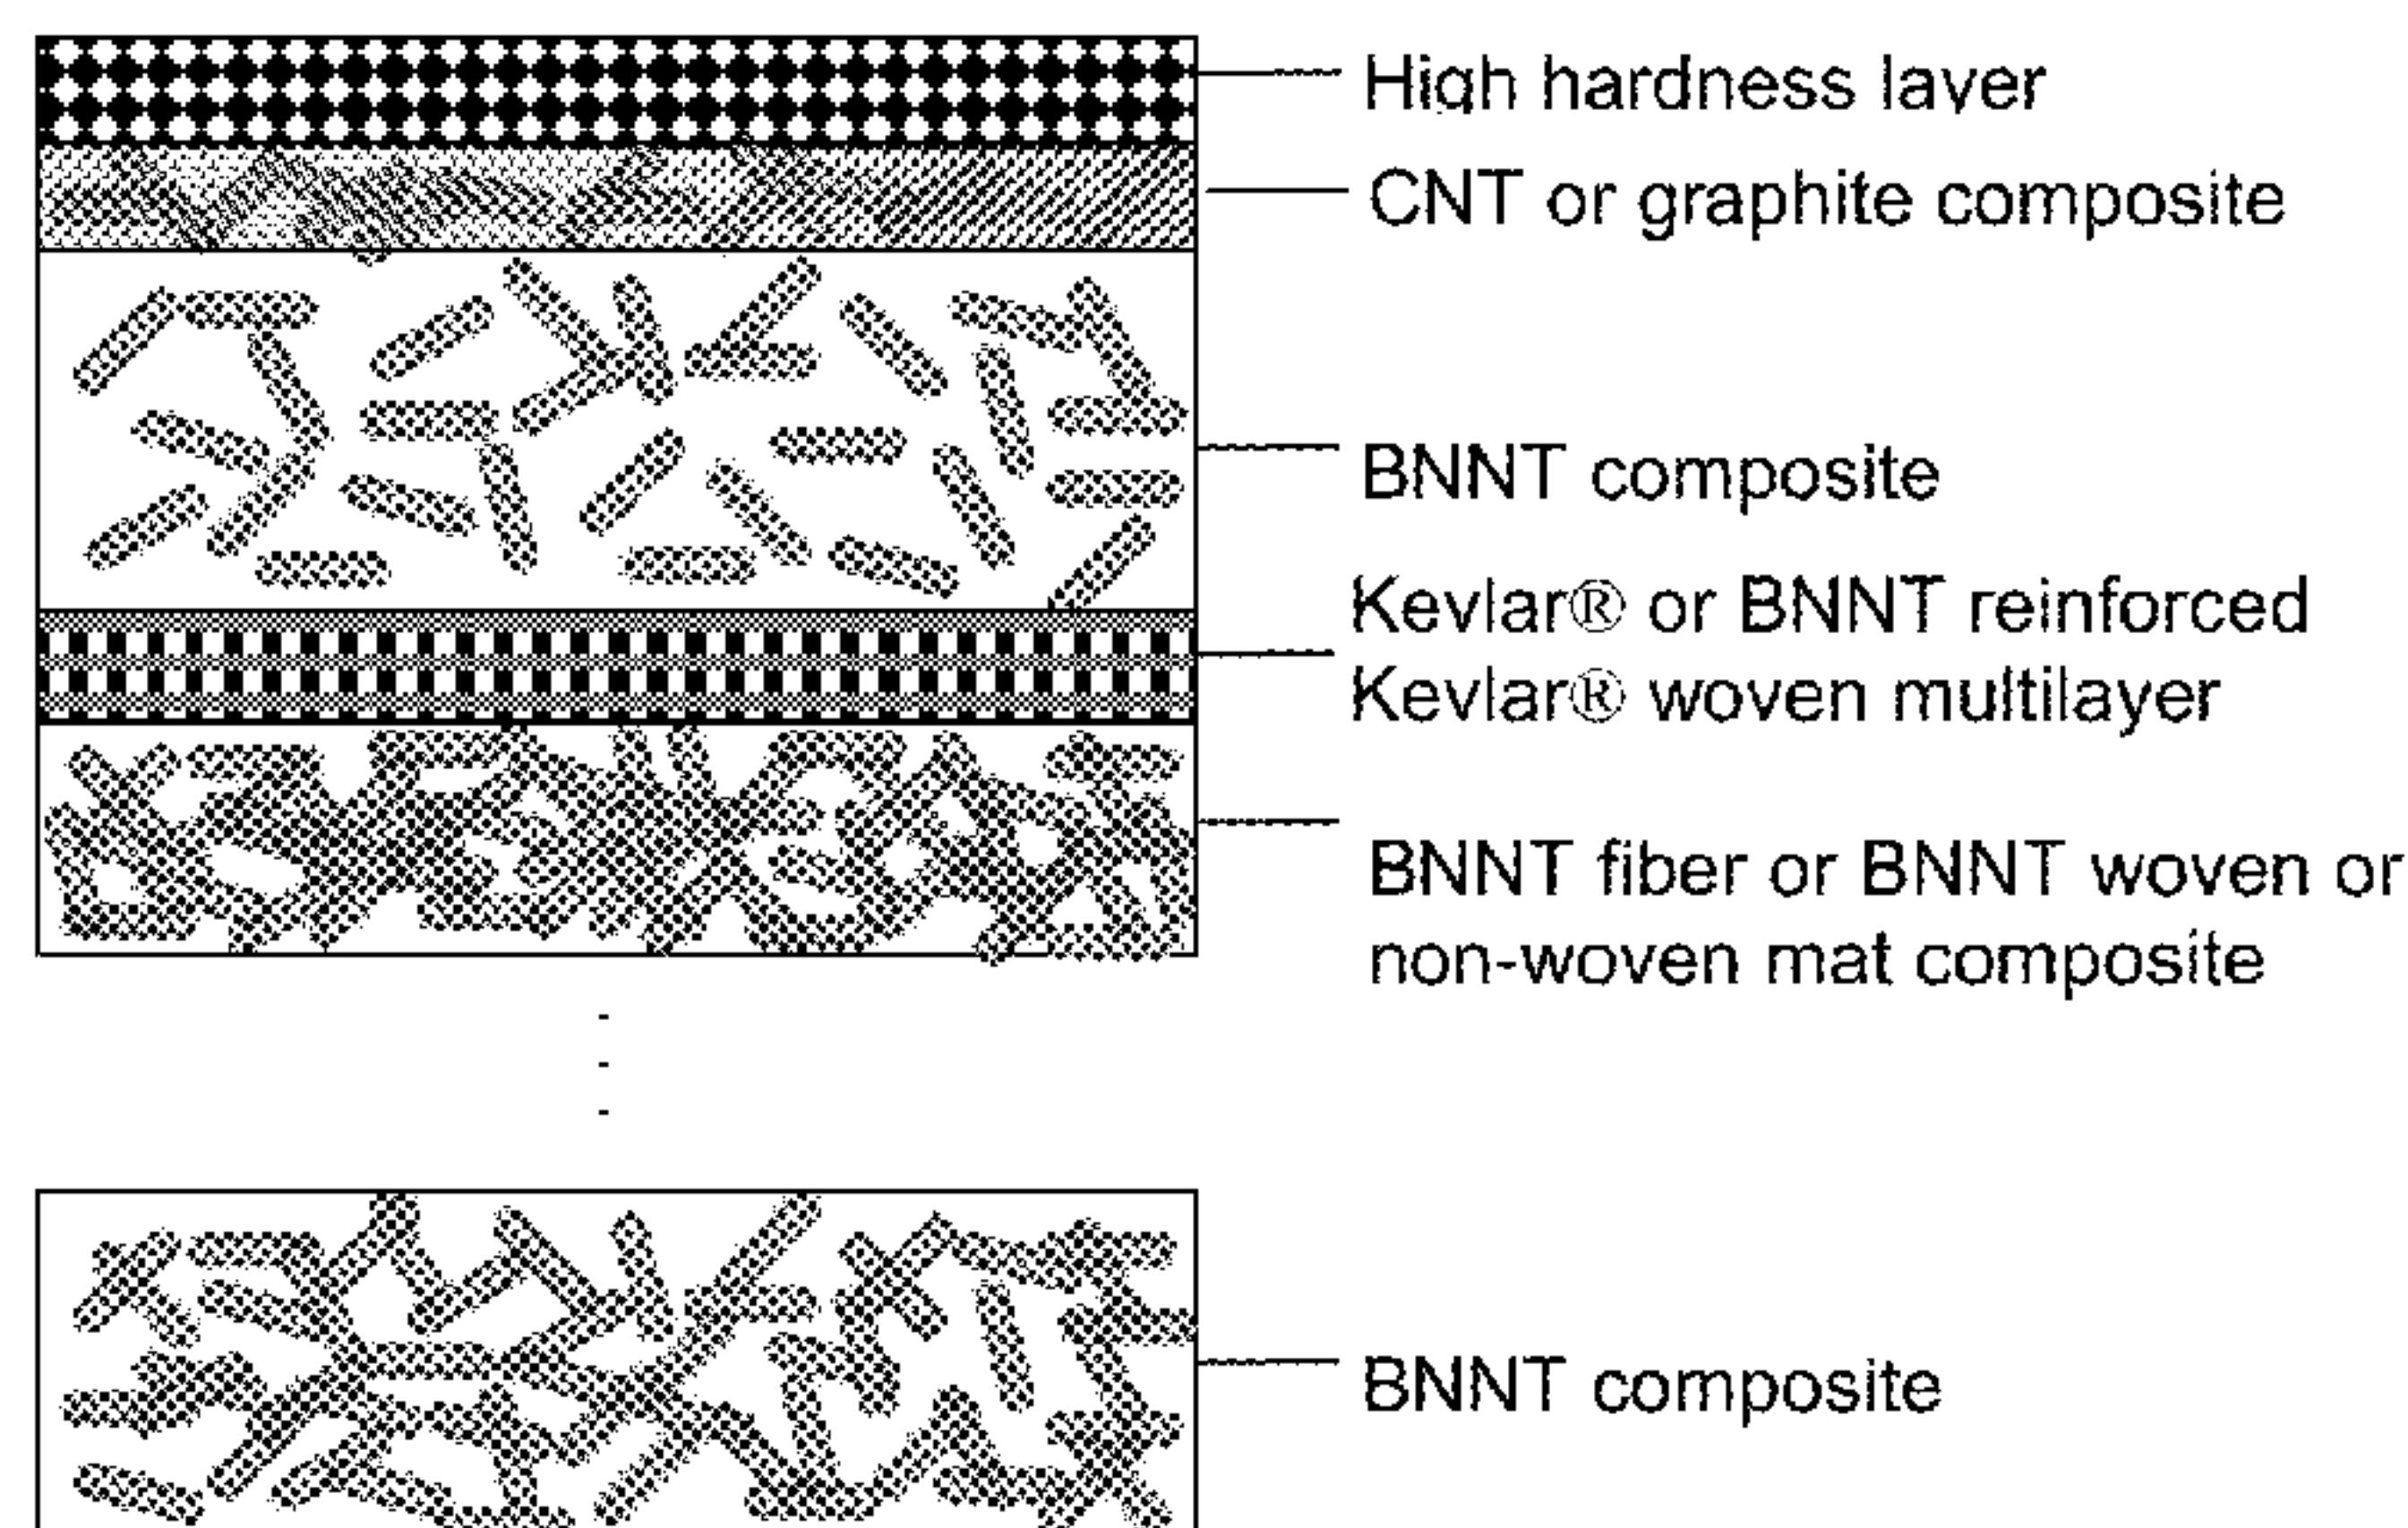 High hardness layer
CNT or graphite composite
BNNT composite
Kevlar® or BNNT reinforced
Kevlar® woven multilayer
BNNT fiber or BNNT woven or
non-woven mat composite
BNNT composite